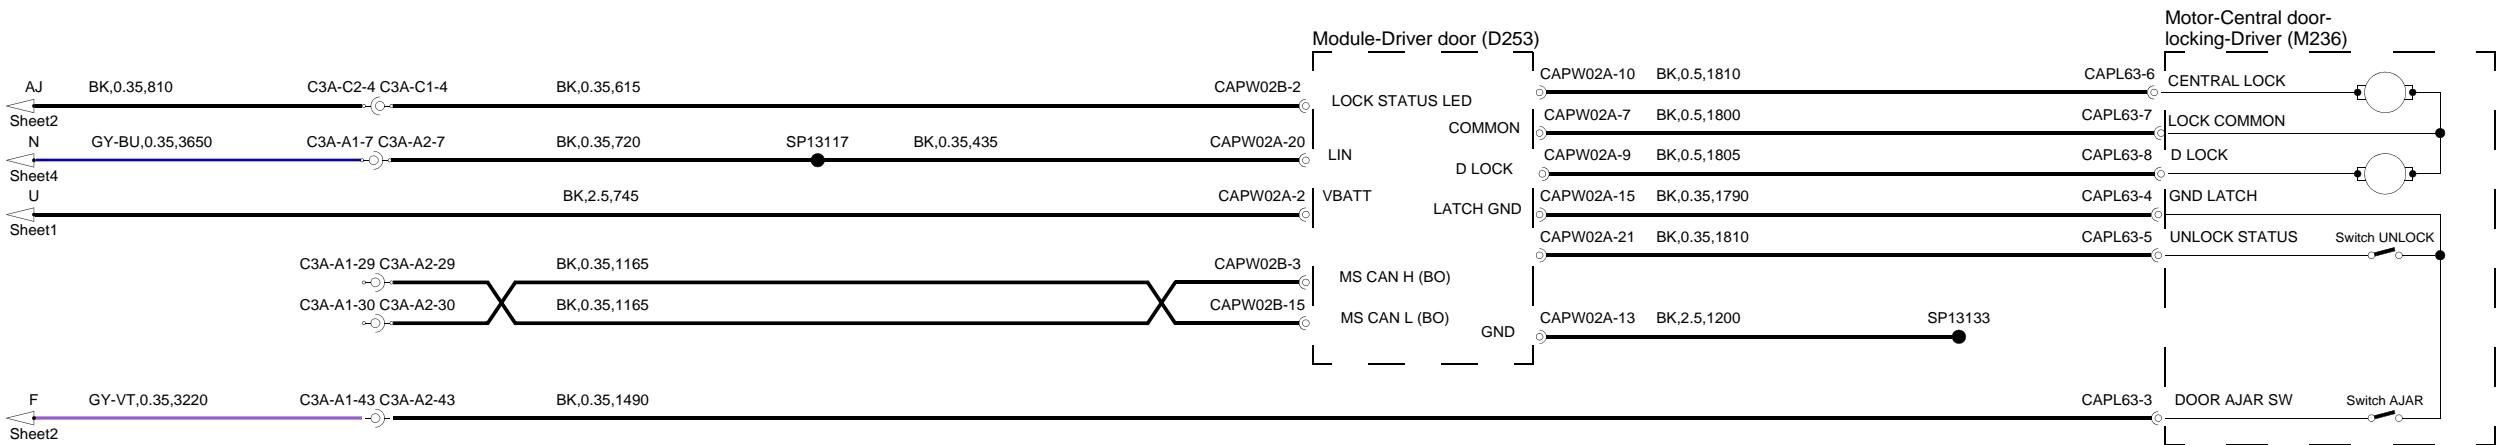 Motor-Central door-
locking-Driver (M236)
Module-Driver door (D253)
AJ BK,0.35,810 C3A-C2-4 C3A-C1-4 BK,0.35,615 CAPW02B-2
Sheet2
LOCK STATUS LED
CAPW02A-10 BK,0.5,1810 CAPL63-6 CENTRAL LOCK
COMMON CAPW02A-7 BK,0.5,1800 CAPL63-7 LOCK COMMON
N GY-BU,0.35,3650 C3A-A1-7 C3A-A2-7 BK,0.35,720 SP13117 BK,0.35,435 CAPW02A-20
Sheet4
LIN
D LOCK CAPW02A-9 BK,0.5,1805 CAPL63-8 D LOCK
U BK,2.5,745 CAPW02A-2 VBATT
Sheet1
LATCH GND CAPW02A-15 BK,0.35,1790 CAPL63-4 GND LATCH
CAPW02A-21 BK,0.35,1810 CAPL63-5 UNLOCK STATUS Switch UNLOCK
C3A-A1-29 C3A-A2-29 BK,0.35,1165 CAPW02B-3 MS CAN H (BO)
C3A-A1-30 C3A-A2-30 BK,0.35,1165 CAPW02B-15 MS CAN L (BO)
GND CAPW02A-13 BK,2.5,1200 SP13133
F GY-VT,0.35,3220 C3A-A1-43 C3A-A2-43 BK,0.35,1490 CAPL63-3 DOOR AJAR SW Switch AJAR
Sheet2